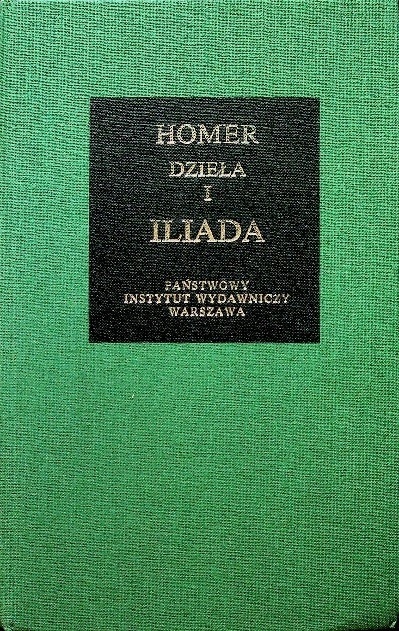 HOMER
DZIEŁA
I
ILIADA
PAŃSTWOWY
INSTYTUT WYDAWNICZY
WARSZAWA